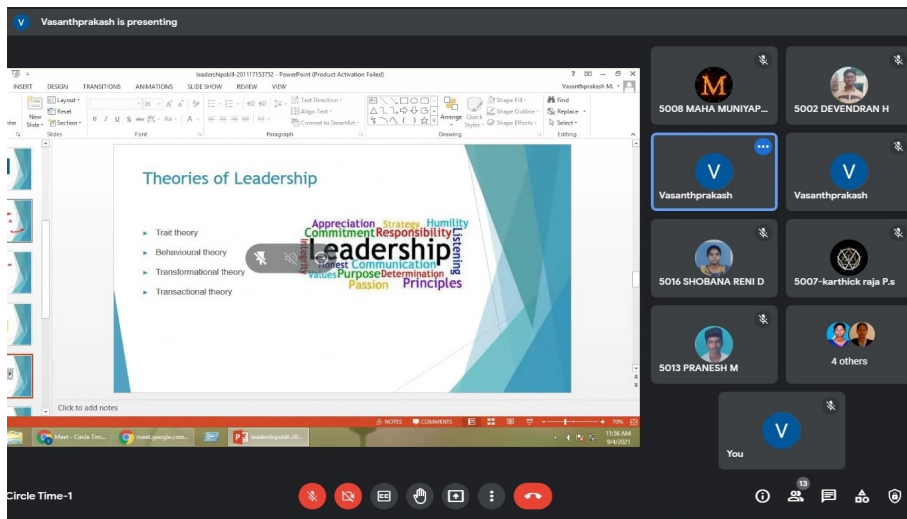 V Vasanthprakash is presenting
leadershipskill-201117153752 - PowerPoint (Product Activation Failed)
INSERT DESIGN TRANSITIONS ANIMATIONS SLIDE SHOW REVIEW VIEW Vasanthprakash M.
New Slide
Layout
Reset
Section
Slides
Font
Text Direction
Align Text
Convert to SmartArt
Paragraph
Arrange
Quick Styles
Drawing
Shape Fill
Shape Outline
Shape Effects
Find
Replace
Select
Editing
Theories of Leadership
Trait theory
Behavioural theory
Transformational theory
Transactional theory
Appreciation Strategy Humility
Commitment Responsibility
Leadership
Integrity
Listening
Honest Communication
Values Purpose Determination
Passion Principles
Click to add notes
NOTES COMMENTS 70%
Meet - Circle Tim... meet.google.com... leadershipskill-20...
11:56 AM
9/4/2021
M
5008 MAHA MUNIYAP...
5002 DEVENDRAN H
V
Vasanthprakash
V
Vasanthprakash
5016 SHOBANA RENI D
5007-karthick raja P.s
5013 PRANESH M
4 others
V
You
Circle Time-1
CC
13